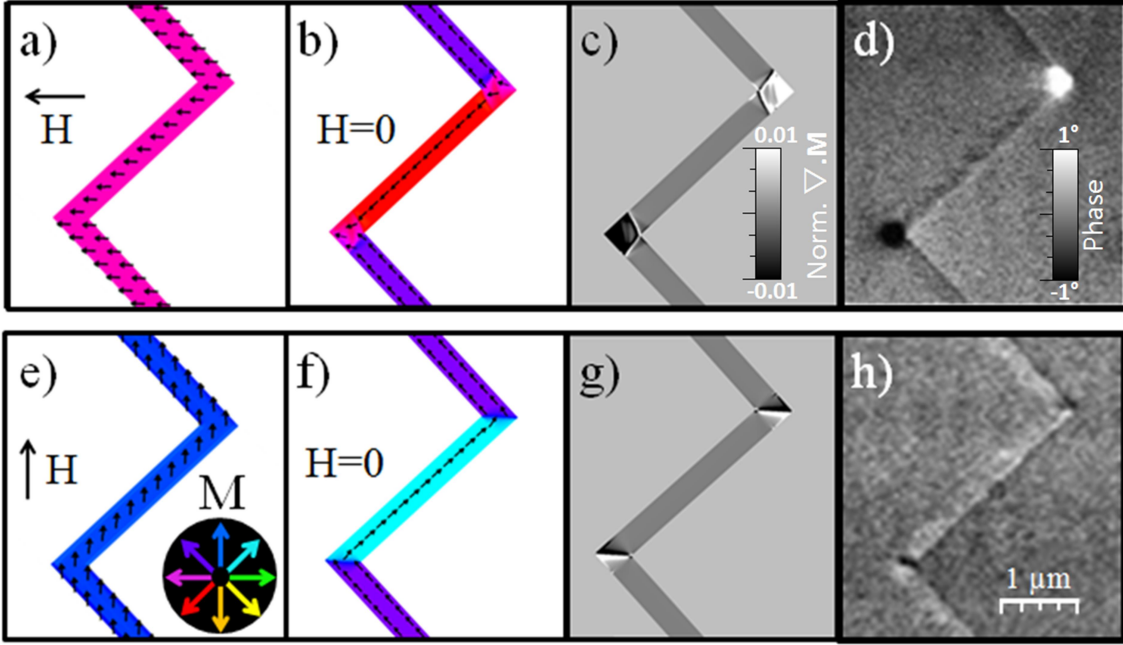 a)
H
b)
H=0
c)
0.01
Norm. ▽.M
-0.01
d)
1°
Phase
-1°
e)
H
M
f)
H=0
g)
h)
1 µm